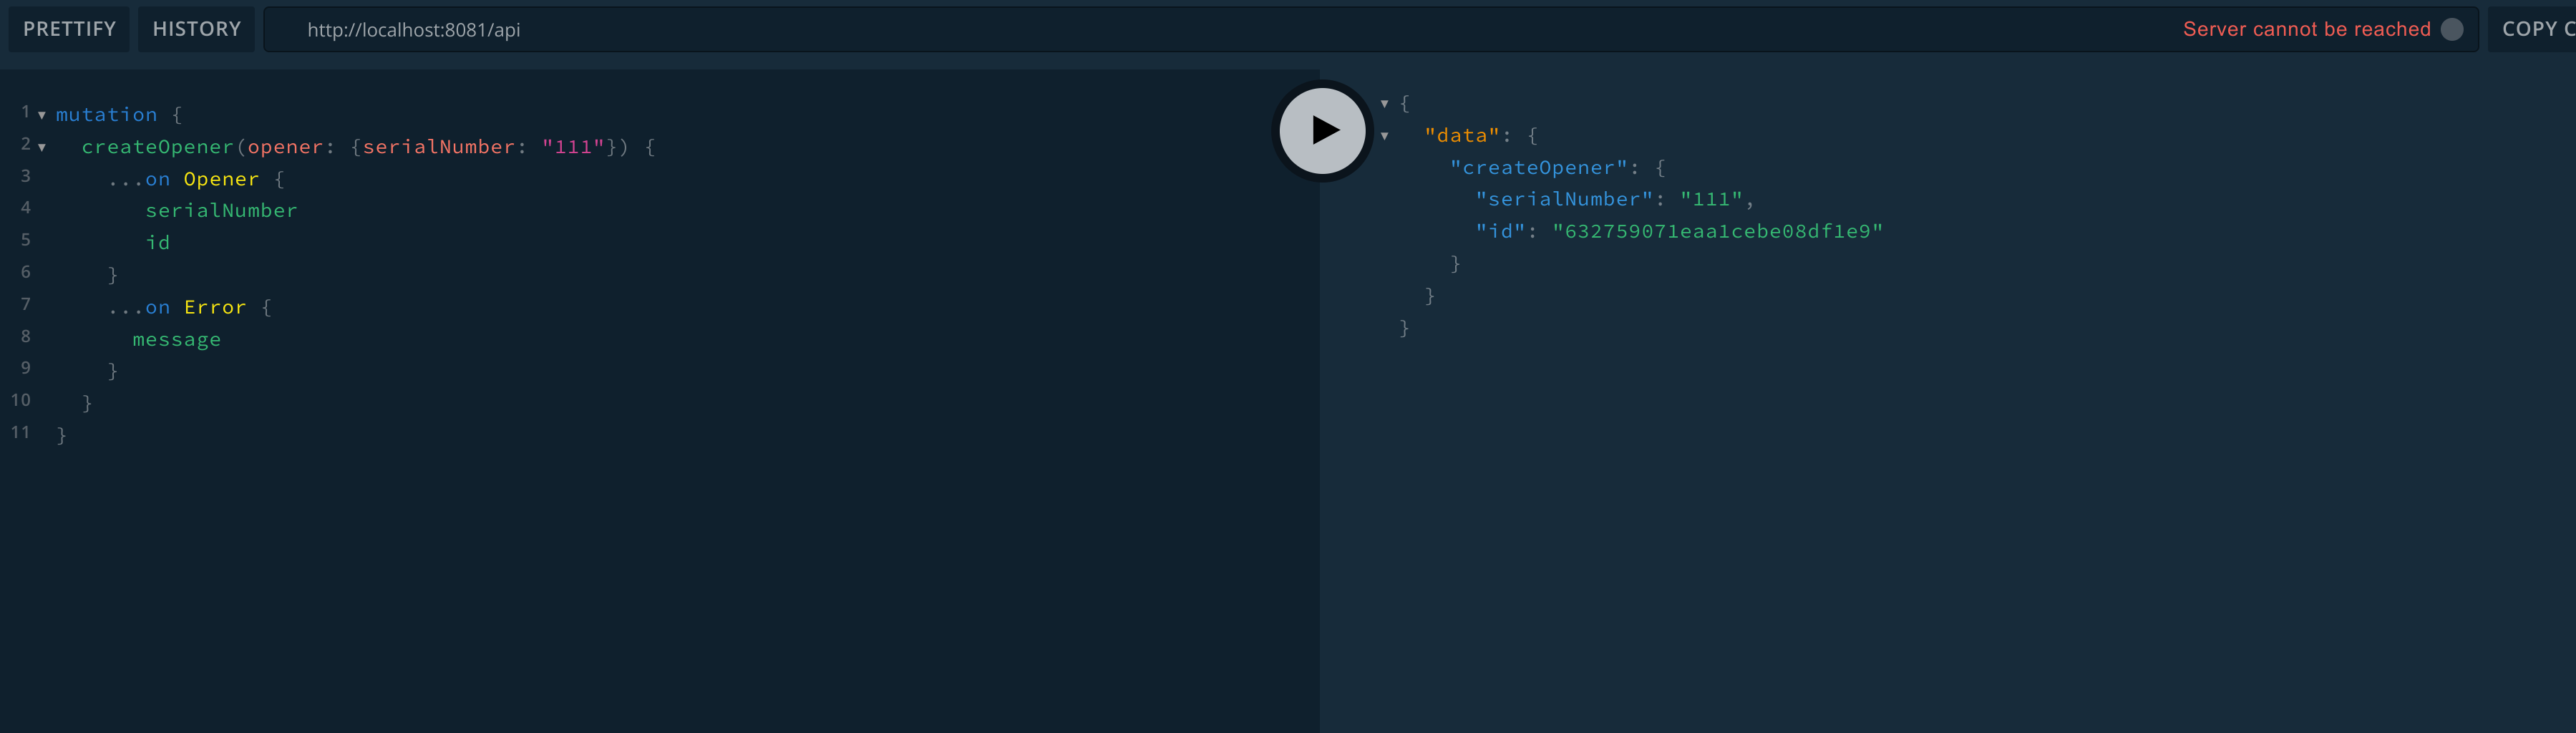 PRETTIFY HISTORY http://localhost:8081/api Server cannot be reached COPY C
1 mutation {
2 createOpener(opener: {serialNumber: "111"}) {
3 ...on Opener {
4 serialNumber
5 id
6 }
7 ...on Error {
8 message
9 }
10 }
11 }
{
"data": {
"createOpener": {
"serialNumber": "111",
"id": "632759071eaa1cebe08df1e9"
}
}
}